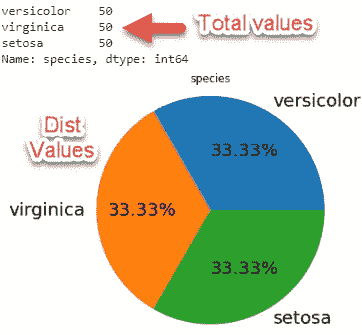 versicolor 50
virginica 50
setosa 50
Name: species, dtype: int64
Total values
species
versicolor
Dist
Values
33.33%
virginica
33.33%
33.33%
setosa